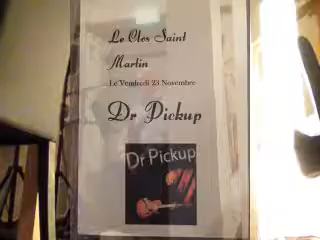 Le Clos Saint
Martin
Le Vendredi 23 Novembre
Dr Pickup
Dr Pickup